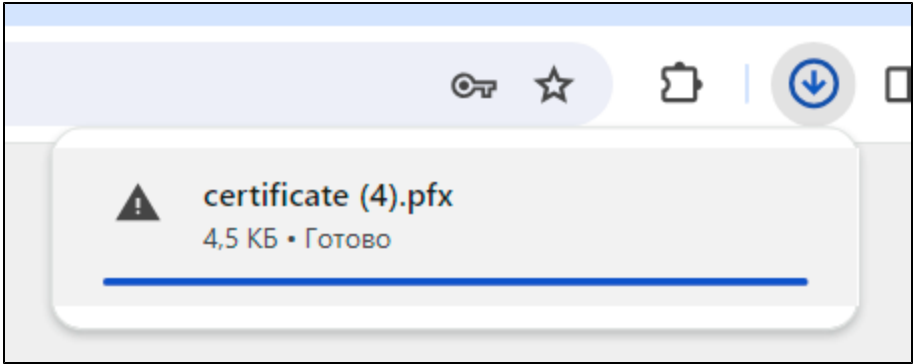 certificate (4).pfx
4,5 КБ • Готово